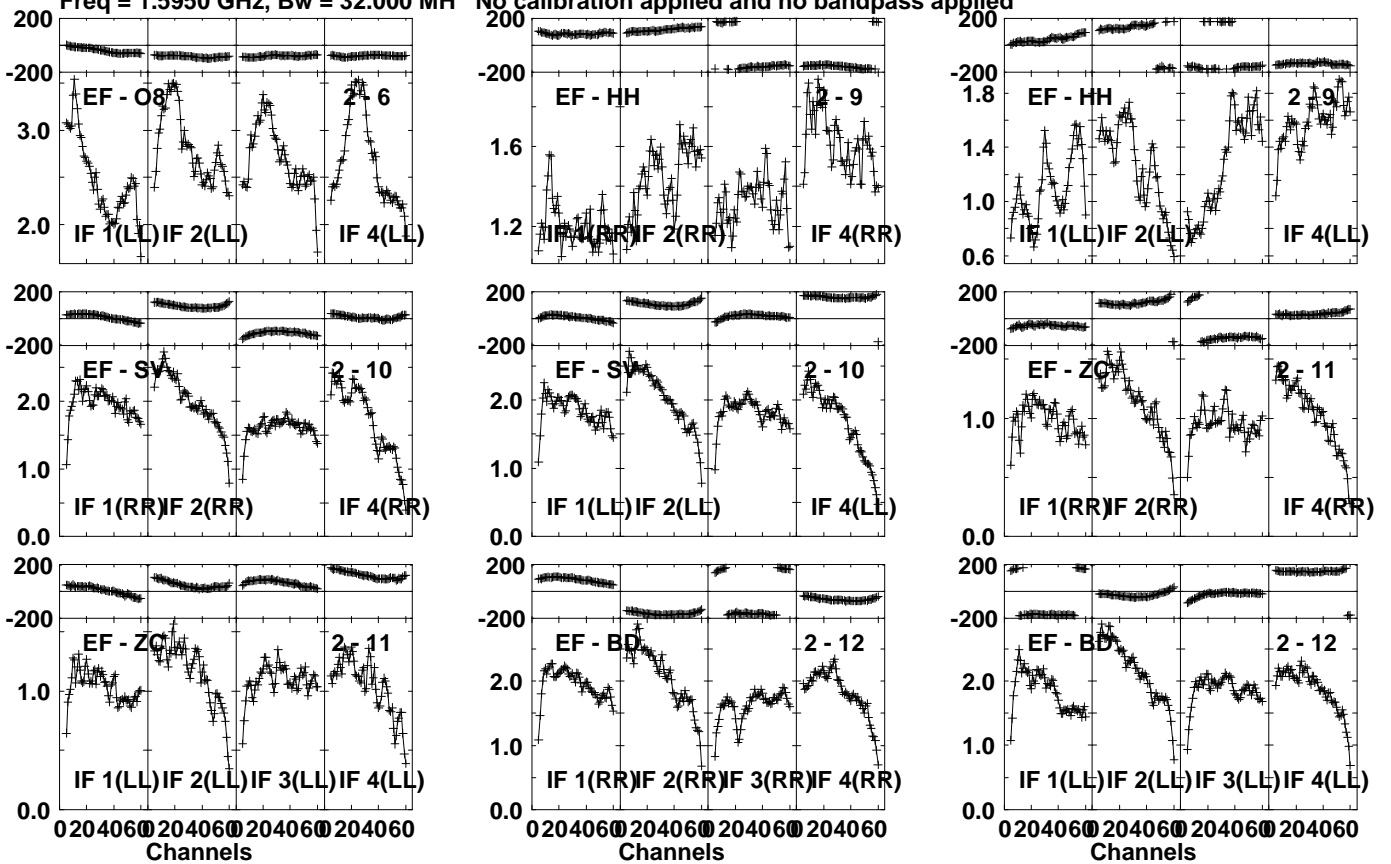 Freq = 1.5950 GHz, Bw = 32.000 MH No calibration applied and no bandpass applied
200
-200
EF - O8
2 - 6
3.0
2.0
IF 1(LL) IF 2(LL) IF 4(LL)
200
-200
EF - HH
2 - 9
1.6
1.2
IF 1(RR) IF 2(RR) IF 4(RR)
200
-200
EF - HH
2 - 9
1.8
1.4
1.0
0.6
IF 1(LL) IF 2(LL) IF 4(LL)
200
-200
EF - SV
2 - 10
2.0
1.0
0.0
IF 1(RR) IF 2(RR) IF 4(RR)
200
-200
EF - SV
2 - 10
2.0
1.0
0.0
IF 1(LL) IF 2(LL) IF 4(LL)
200
-200
EF - ZC
2 - 11
1.0
0.0
IF 1(RR) IF 2(RR) IF 4(RR)
200
-200
EF - ZC
2 - 11
1.0
0.0
IF 1(LL) IF 2(LL) IF 3(LL) IF 4(LL)
0 20 40 60 0 20 40 60 0 20 40 60 0 20 40 60
Channels
200
-200
EF - BD
2 - 12
2.0
1.0
0.0
IF 1(RR) IF 2(RR) IF 3(RR) IF 4(RR)
0 20 40 60 0 20 40 60 0 20 40 60 0 20 40 60
Channels
200
-200
EF - BD
2 - 12
2.0
1.0
0.0
IF 1(LL) IF 2(LL) IF 3(LL) IF 4(LL)
0 20 40 60 0 20 40 60 0 20 40 60 0 20 40 60
Channels